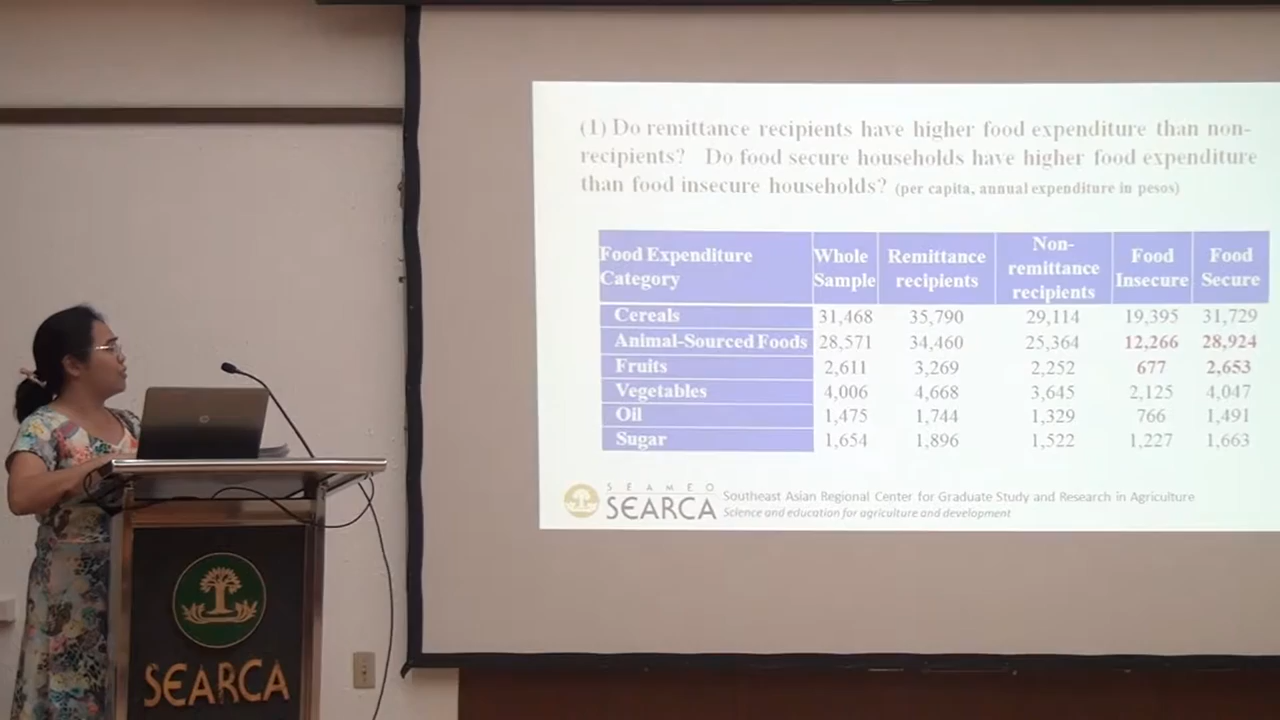 (1) Do remittance recipients have higher food expenditure than non-
recipients? Do food secure households have higher food expenditure
than food insecure households? (per capita, annual expenditure in pesos)
Food Expenditure Category Whole Sample Remittance recipients Non-remittance recipients Food Insecure Food Secure
Cereals 31,468 35,790 29,114 19,395 31,729
Animal-Sourced Foods 28,571 34,460 25,364 12,266 28,924
Fruits 2,611 3,269 2,252 677 2,653
Vegetables 4,006 4,668 3,645 2,125 4,047
Oil 1,475 1,744 1,329 766 1,491
Sugar 1,654 1,896 1,522 1,227 1,663
SEAMEO
SEARCA
Southeast Asian Regional Center for Graduate Study and Research in Agriculture
Science and education for agriculture and development
hp
SEARCA